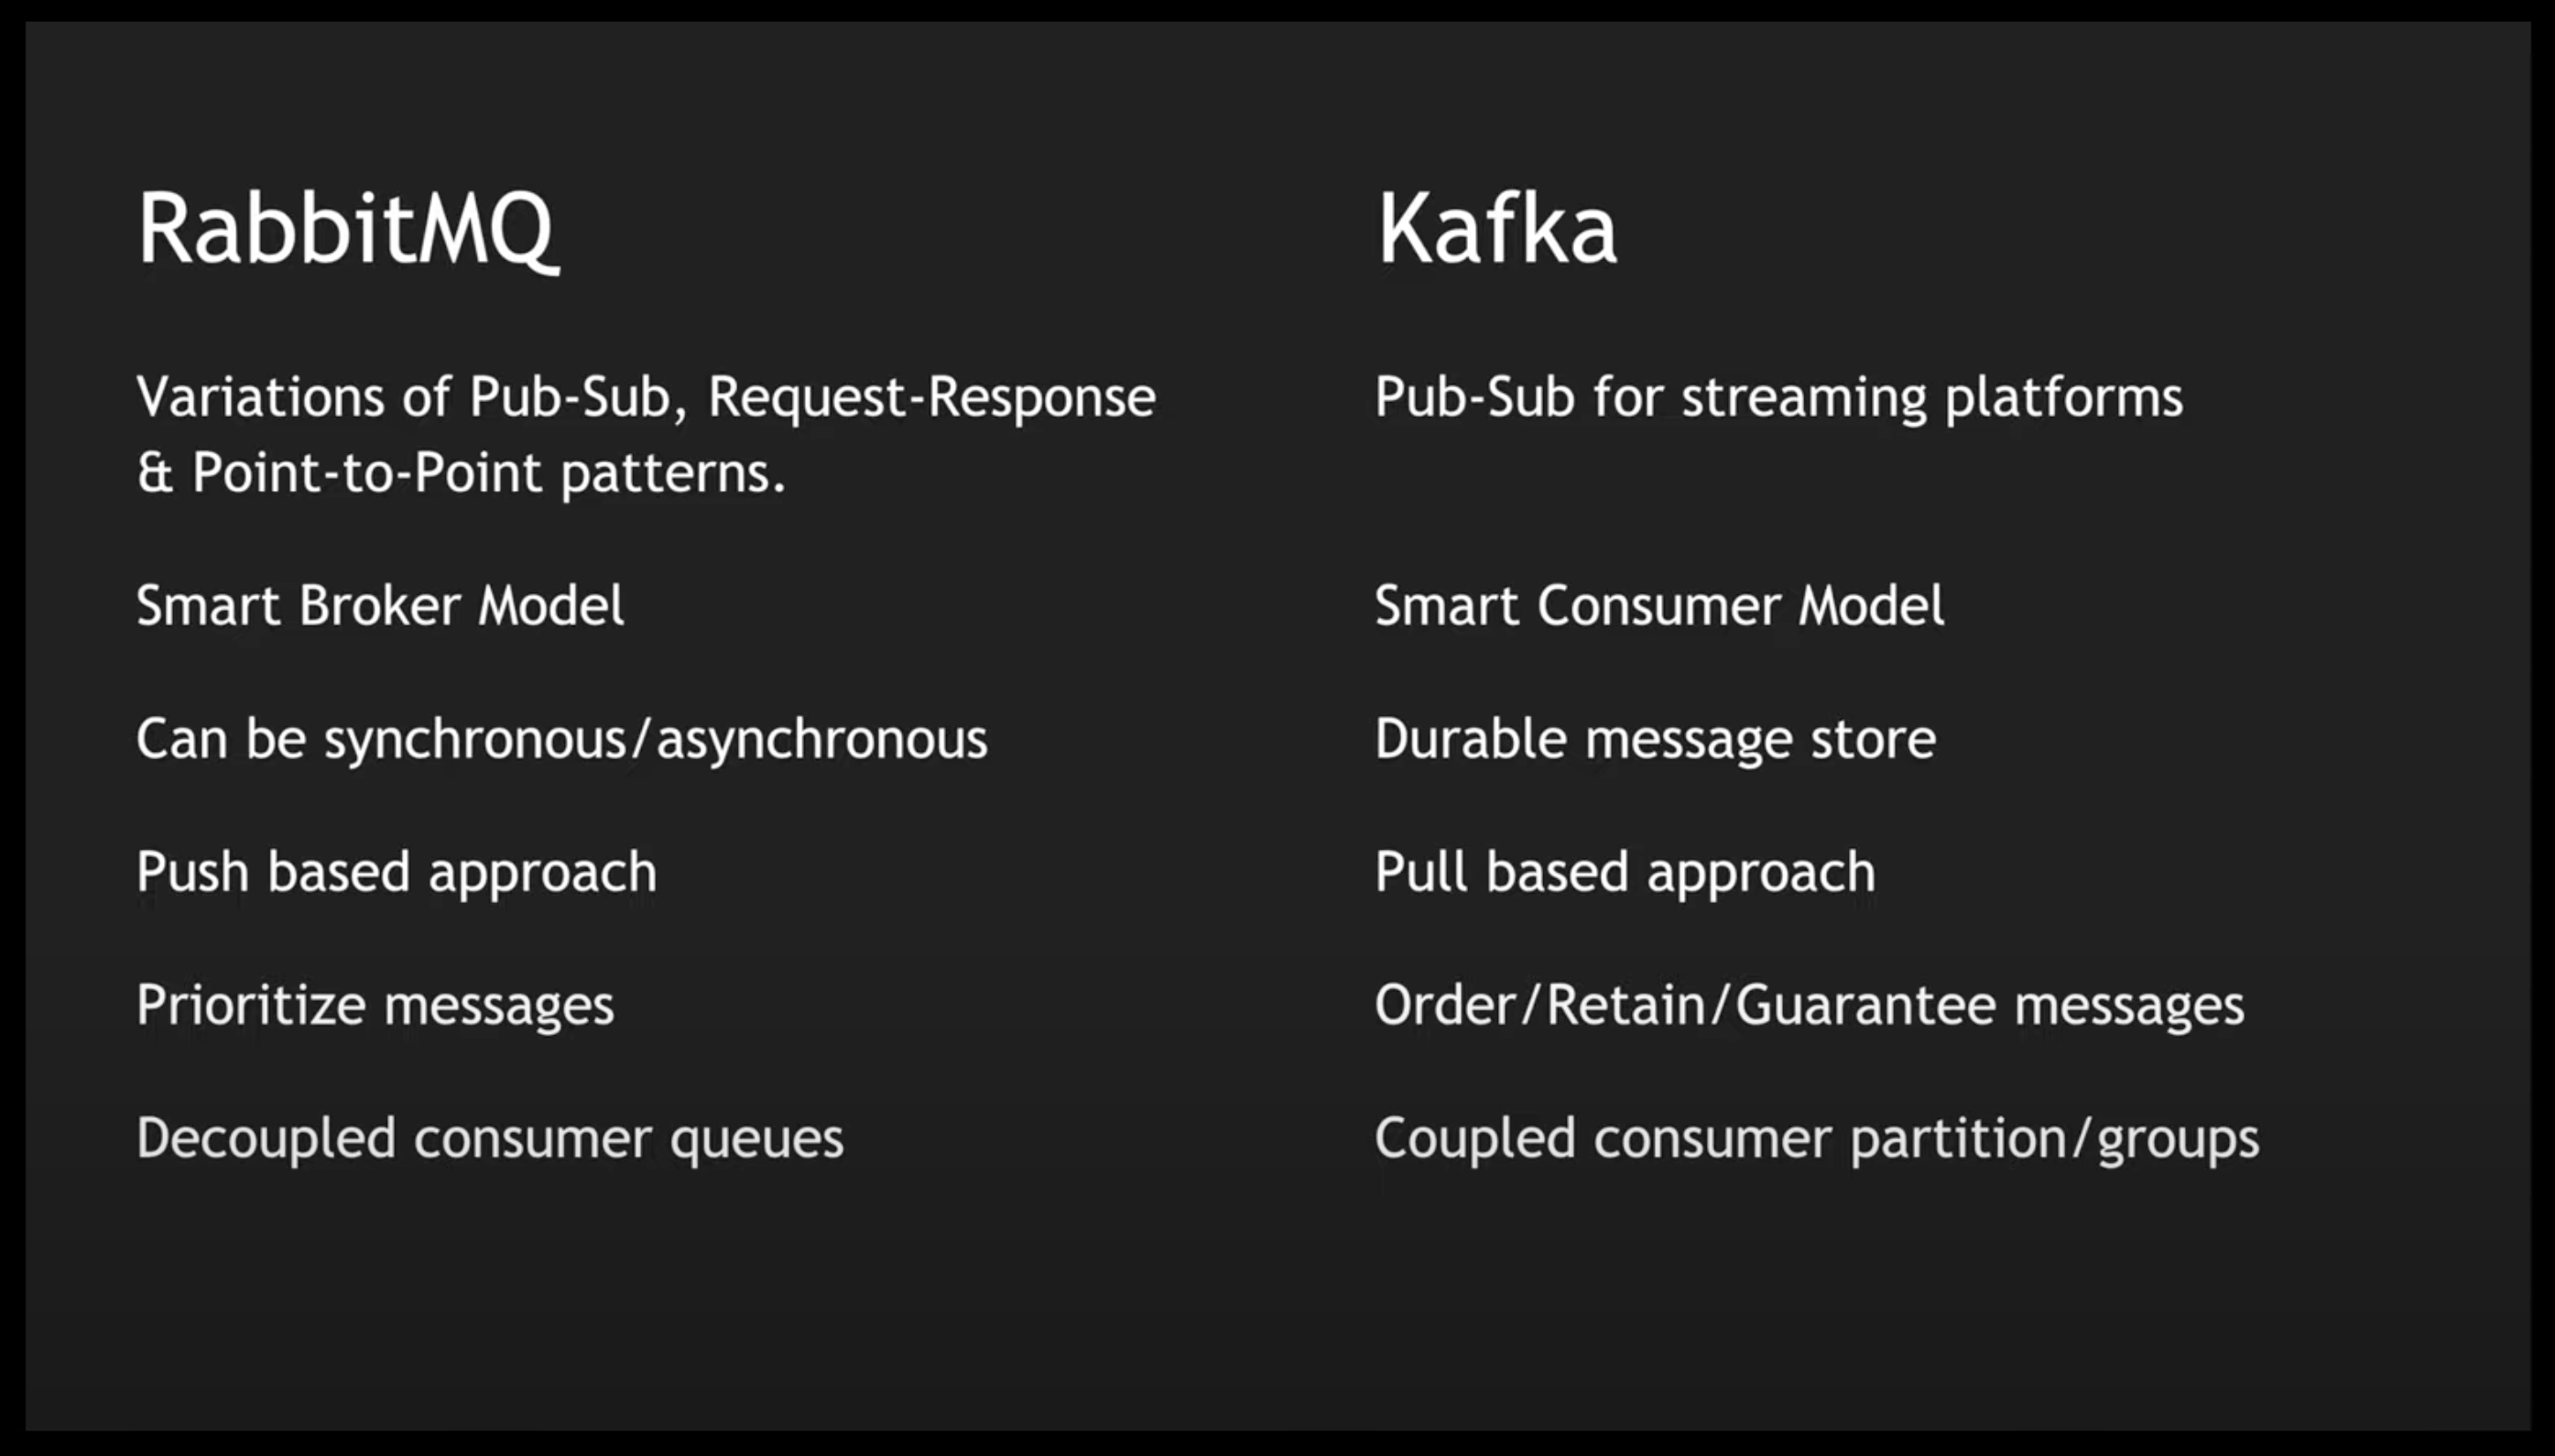 RabbitMQ
Variations of Pub-Sub, Request-Response
& Point-to-Point patterns.
Smart Broker Model
Can be synchronous/asynchronous
Push based approach
Prioritize messages
Decoupled consumer queues
Kafka
Pub-Sub for streaming platforms
Smart Consumer Model
Durable message store
Pull based approach
Order/Retain/Guarantee messages
Coupled consumer partition/groups